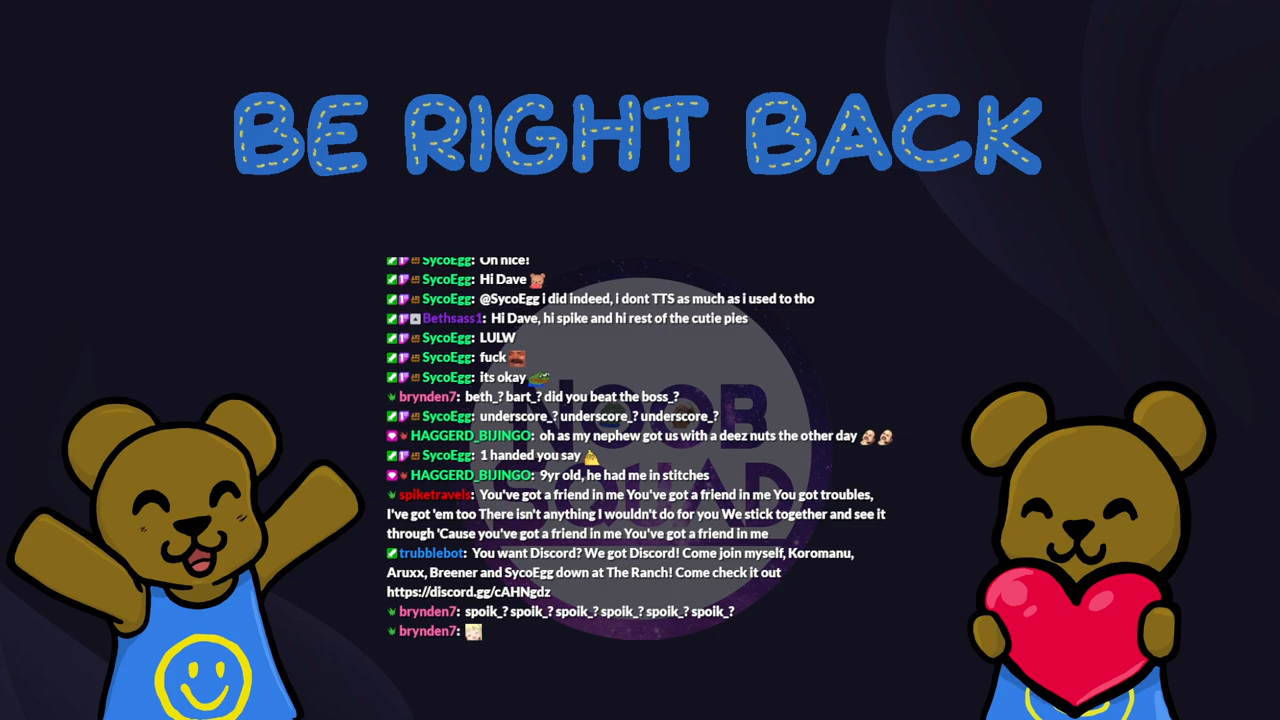 BE RIGHT BACK
SycoEgg: Oh nice!
SycoEgg: Hi Dave
SycoEgg: @SycoEgg i did indeed, i dont TTS as much as i used to tho
Bethsass1: Hi Dave, hi spike and hi rest of the cutie pies
SycoEgg: LULW
SycoEgg: fuck
SycoEgg: its okay
brynden7: beth_? bart_? did you beat the boss_?
SycoEgg: underscore_? underscore_? underscore_?
HAGGERD_BIJINGO: oh as my nephew got us with a deez nuts the other day
SycoEgg: 1 handed you say
HAGGERD_BIJINGO: 9yr old, he had me in stitches
spiketravels: You've got a friend in me You've got a friend in me You got troubles,
I've got 'em too There isn't anything I wouldn't do for you We stick together and see it
through 'Cause you've got a friend in me You've got a friend in me
trubblebot: You want Discord? We got Discord! Come join myself, Koromanu,
Aruxx, Breener and SycoEgg down at The Ranch! Come check it out
https://discord.gg/cAHNgdz
brynden7: spoik_? spoik_? spoik_? spoik_? spoik_? spoik_?
brynden7:
NOOB
SQUAD